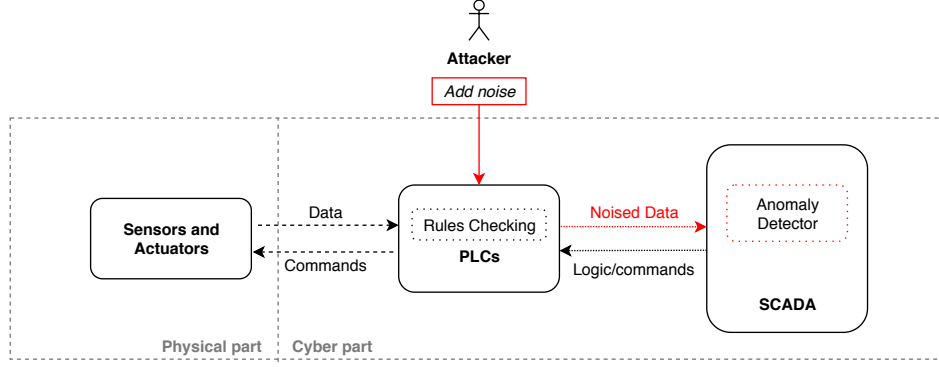 Attacker
Add noise
Sensors and
Actuators
Data
Commands
Rules Checking
PLCs
Noised Data
Logic/commands
Anomaly
Detector
SCADA
Physical part
Cyber part